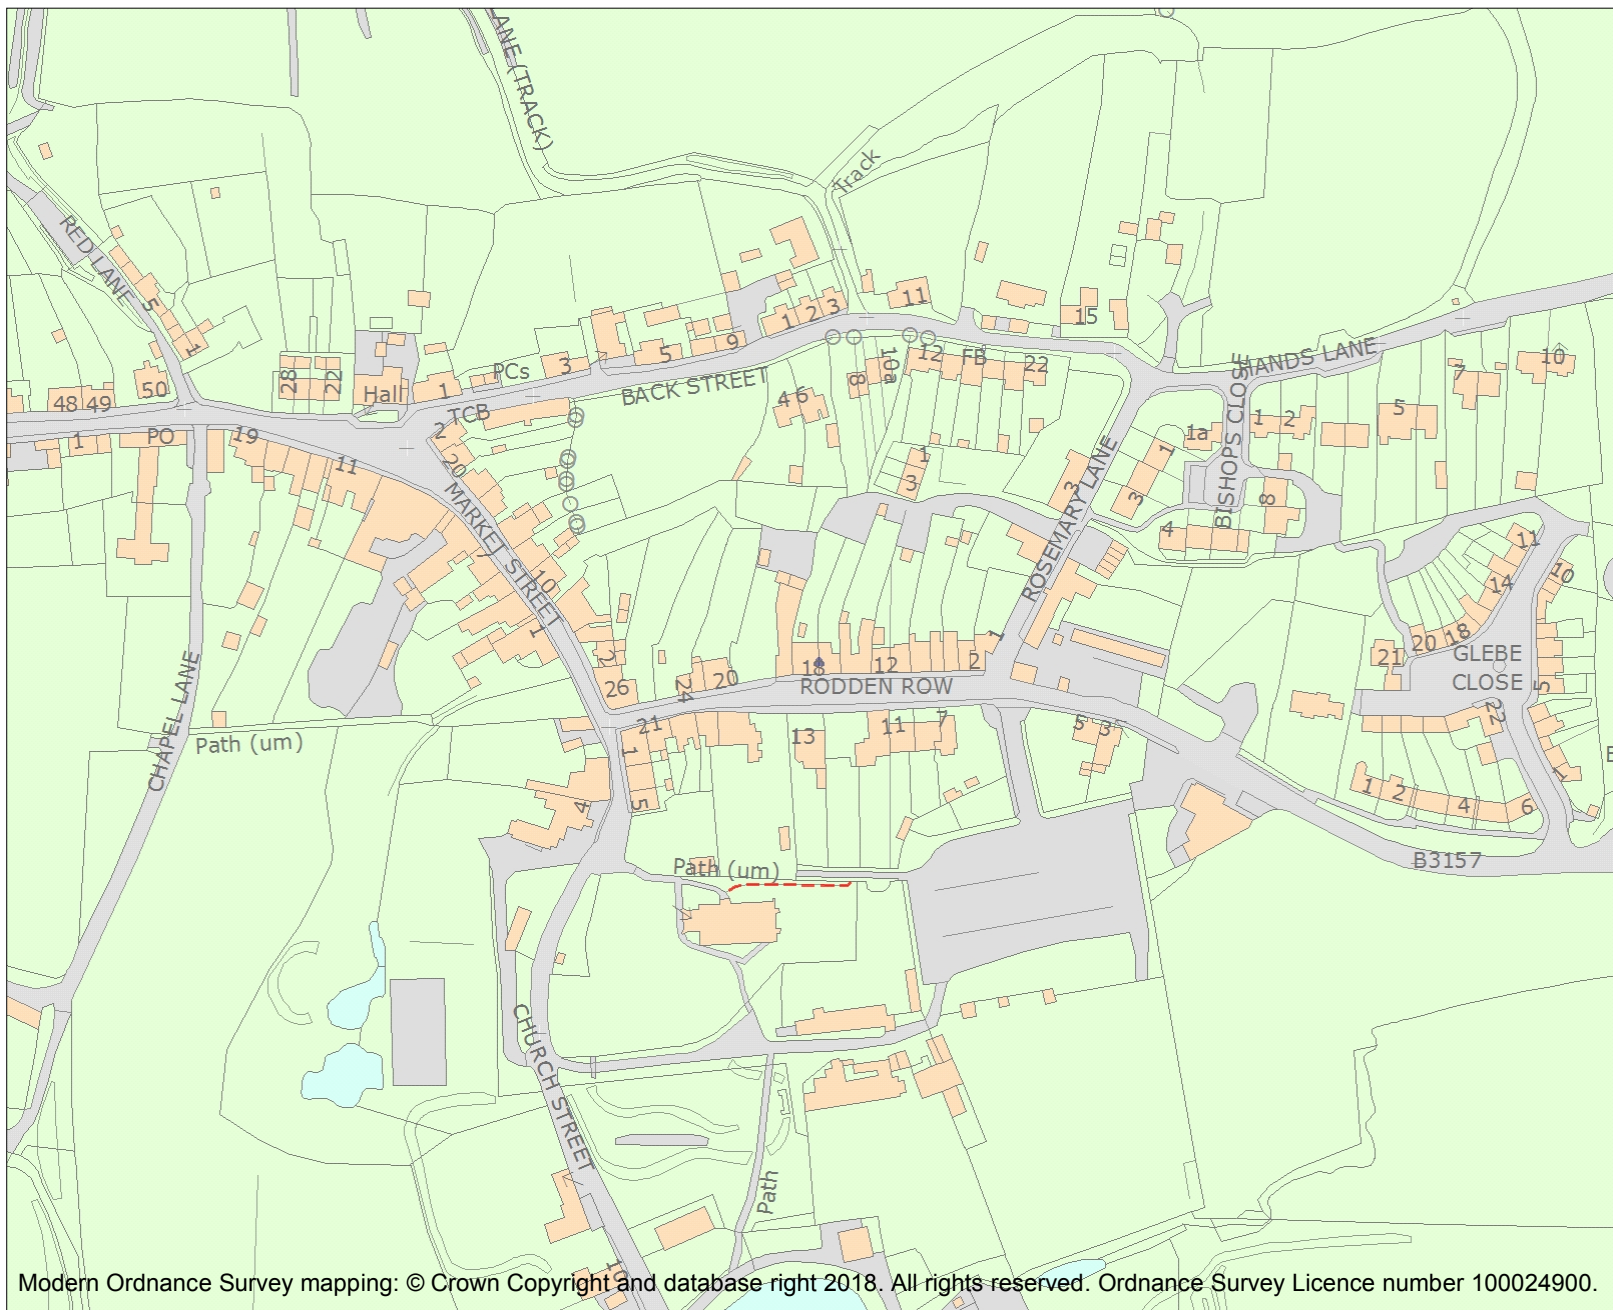 ANE (TRACK)
Track
RED LANE
5
1
11
1 2 3
15
28
22
Hall
1
PCs
3
5
9
BACK STREET
8
10a
12
FB
22
HANDS LANE
10
7
48 49
50
1
PO
19
11
2
TCB
20
4 6
1
3
3
1
3
1a
BISHOPS CLOSE
1
2
5
8
4
MARKET STREET
10
1
2
26
ROSEMARY LANE
1
11
10
14
18
20
21
GLEBE
CLOSE
5
22
1
24
20
18
12
2
RODDEN ROW
21
1
5
13
11
7
5
3
1
2
4
6
B3157
CHAPEL LANE
Path (um)
4
Path (um)
CHURCH STREET
Path
10
Modern Ordnance Survey mapping: © Crown Copyright and database right 2018. All rights reserved. Ordnance Survey Licence number 100024900.